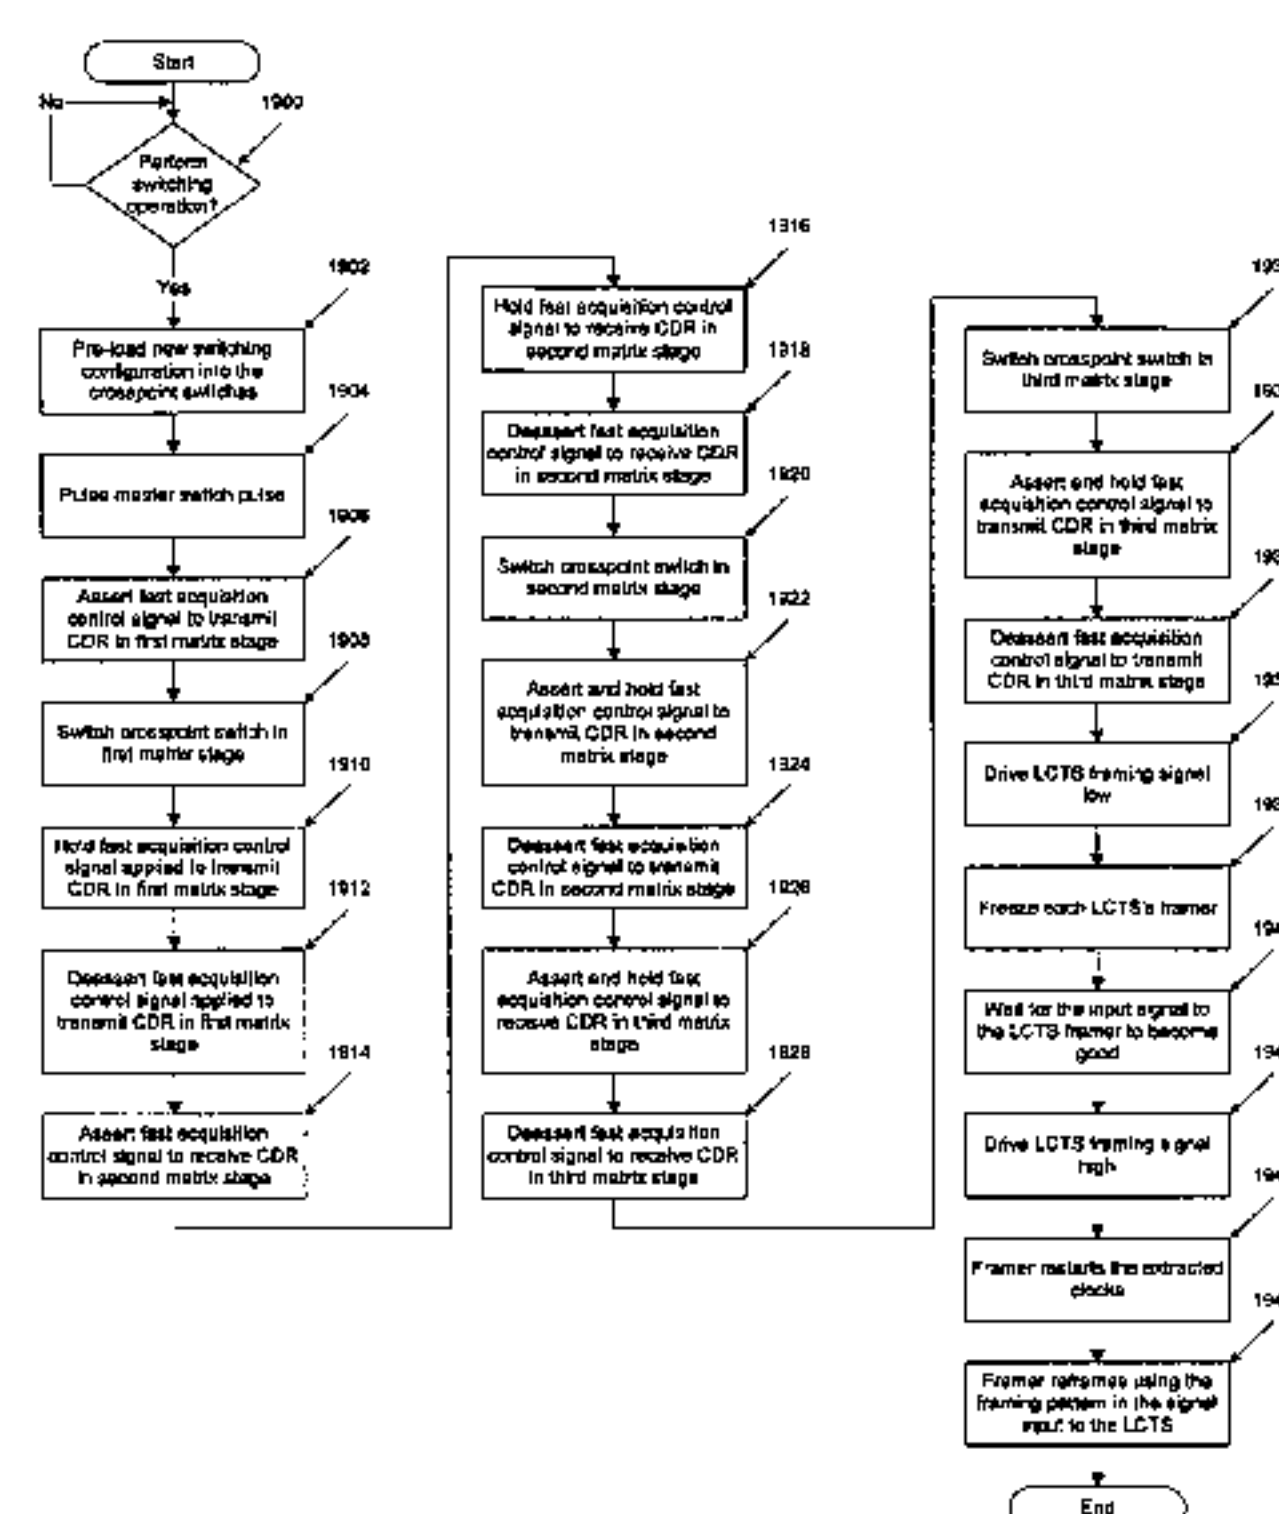 Start
No
1900
Perform
switching
operation?
Yes
1902
Pre-load new switching
configuration into the
crosspoint switches
1904
Pulse master switch pulse
1906
Assert fast acquisition
control signal to transmit
CDR in first matrix stage
1908
Switch crosspoint switch in
first matrix stage
1910
Hold fast acquisition control
signal applied to transmit
CDR in first matrix stage
1912
Deassert fast acquisition
control signal applied to
transmit CDR in first matrix
stage
1914
Assert fast acquisition
control signal to receive CDR
in second matrix stage
1916
Hold fast acquisition control
signal to receive CDR in
second matrix stage
1918
Deassert fast acquisition
control signal to receive CDR
in second matrix stage
1920
Switch crosspoint switch in
second matrix stage
1922
Assert and hold fast
acquisition control signal to
transmit CDR in second
matrix stage
1924
Deassert fast acquisition
control signal to transmit
CDR in second matrix stage
1926
Assert and hold fast
acquisition control signal to
receive CDR in third matrix
stage
1928
Deassert fast acquisition
control signal to receive CDR
in third matrix stage
193
Switch crosspoint switch in
third matrix stage
193
Assert and hold fast
acquisition control signal to
transmit CDR in third matrix
stage
193
Deassert fast acquisition
control signal to transmit
CDR in third matrix stage
193
Drive LCTS framing signal
low
193
Freeze each LCTS's framer
194
Wait for the input signal to
the LCTS framer to become
good
194
Drive LCTS framing signal
high
194
Framer restarts the extracted
clocks
194
Framer reframes using the
framing pattern in the signal
input to the LCTS
End